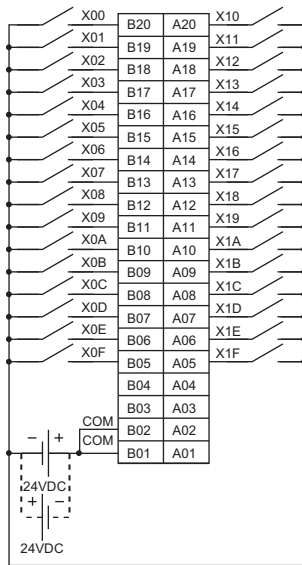 X00 B20 A20 X10
X01 B19 A19 X11
X02 B18 A18 X12
X03 B17 A17 X13
X04 B16 A16 X14
X05 B15 A15 X15
X06 B14 A14 X16
X07 B13 A13 X17
X08 B12 A12 X18
X09 B11 A11 X19
X0A B10 A10 X1A
X0B B09 A09 X1B
X0C B08 A08 X1C
X0D B07 A07 X1D
X0E B06 A06 X1E
X0F B05 A05 X1F
B04 A04
B03 A03
COM B02 A02
COM B01 A01
− +
24VDC
+ −
24VDC